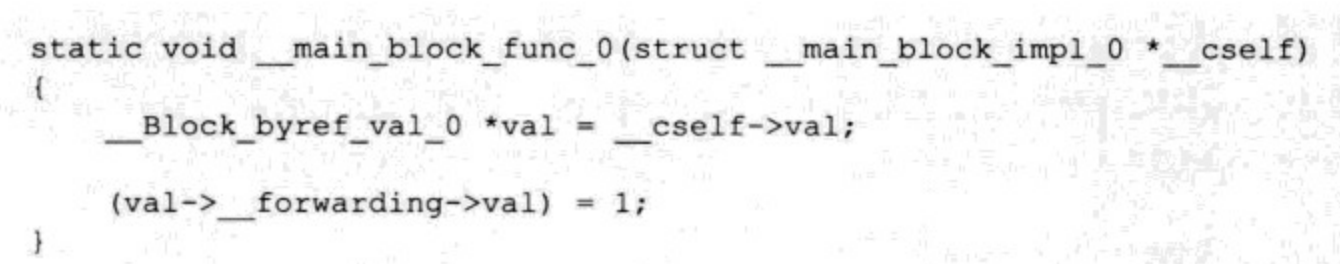 static void __main_block_func_0(struct __main_block_impl_0 *__cself)
{
    __Block_byref_val_0 *val = __cself->val;
    (val->__forwarding->val) = 1;
}